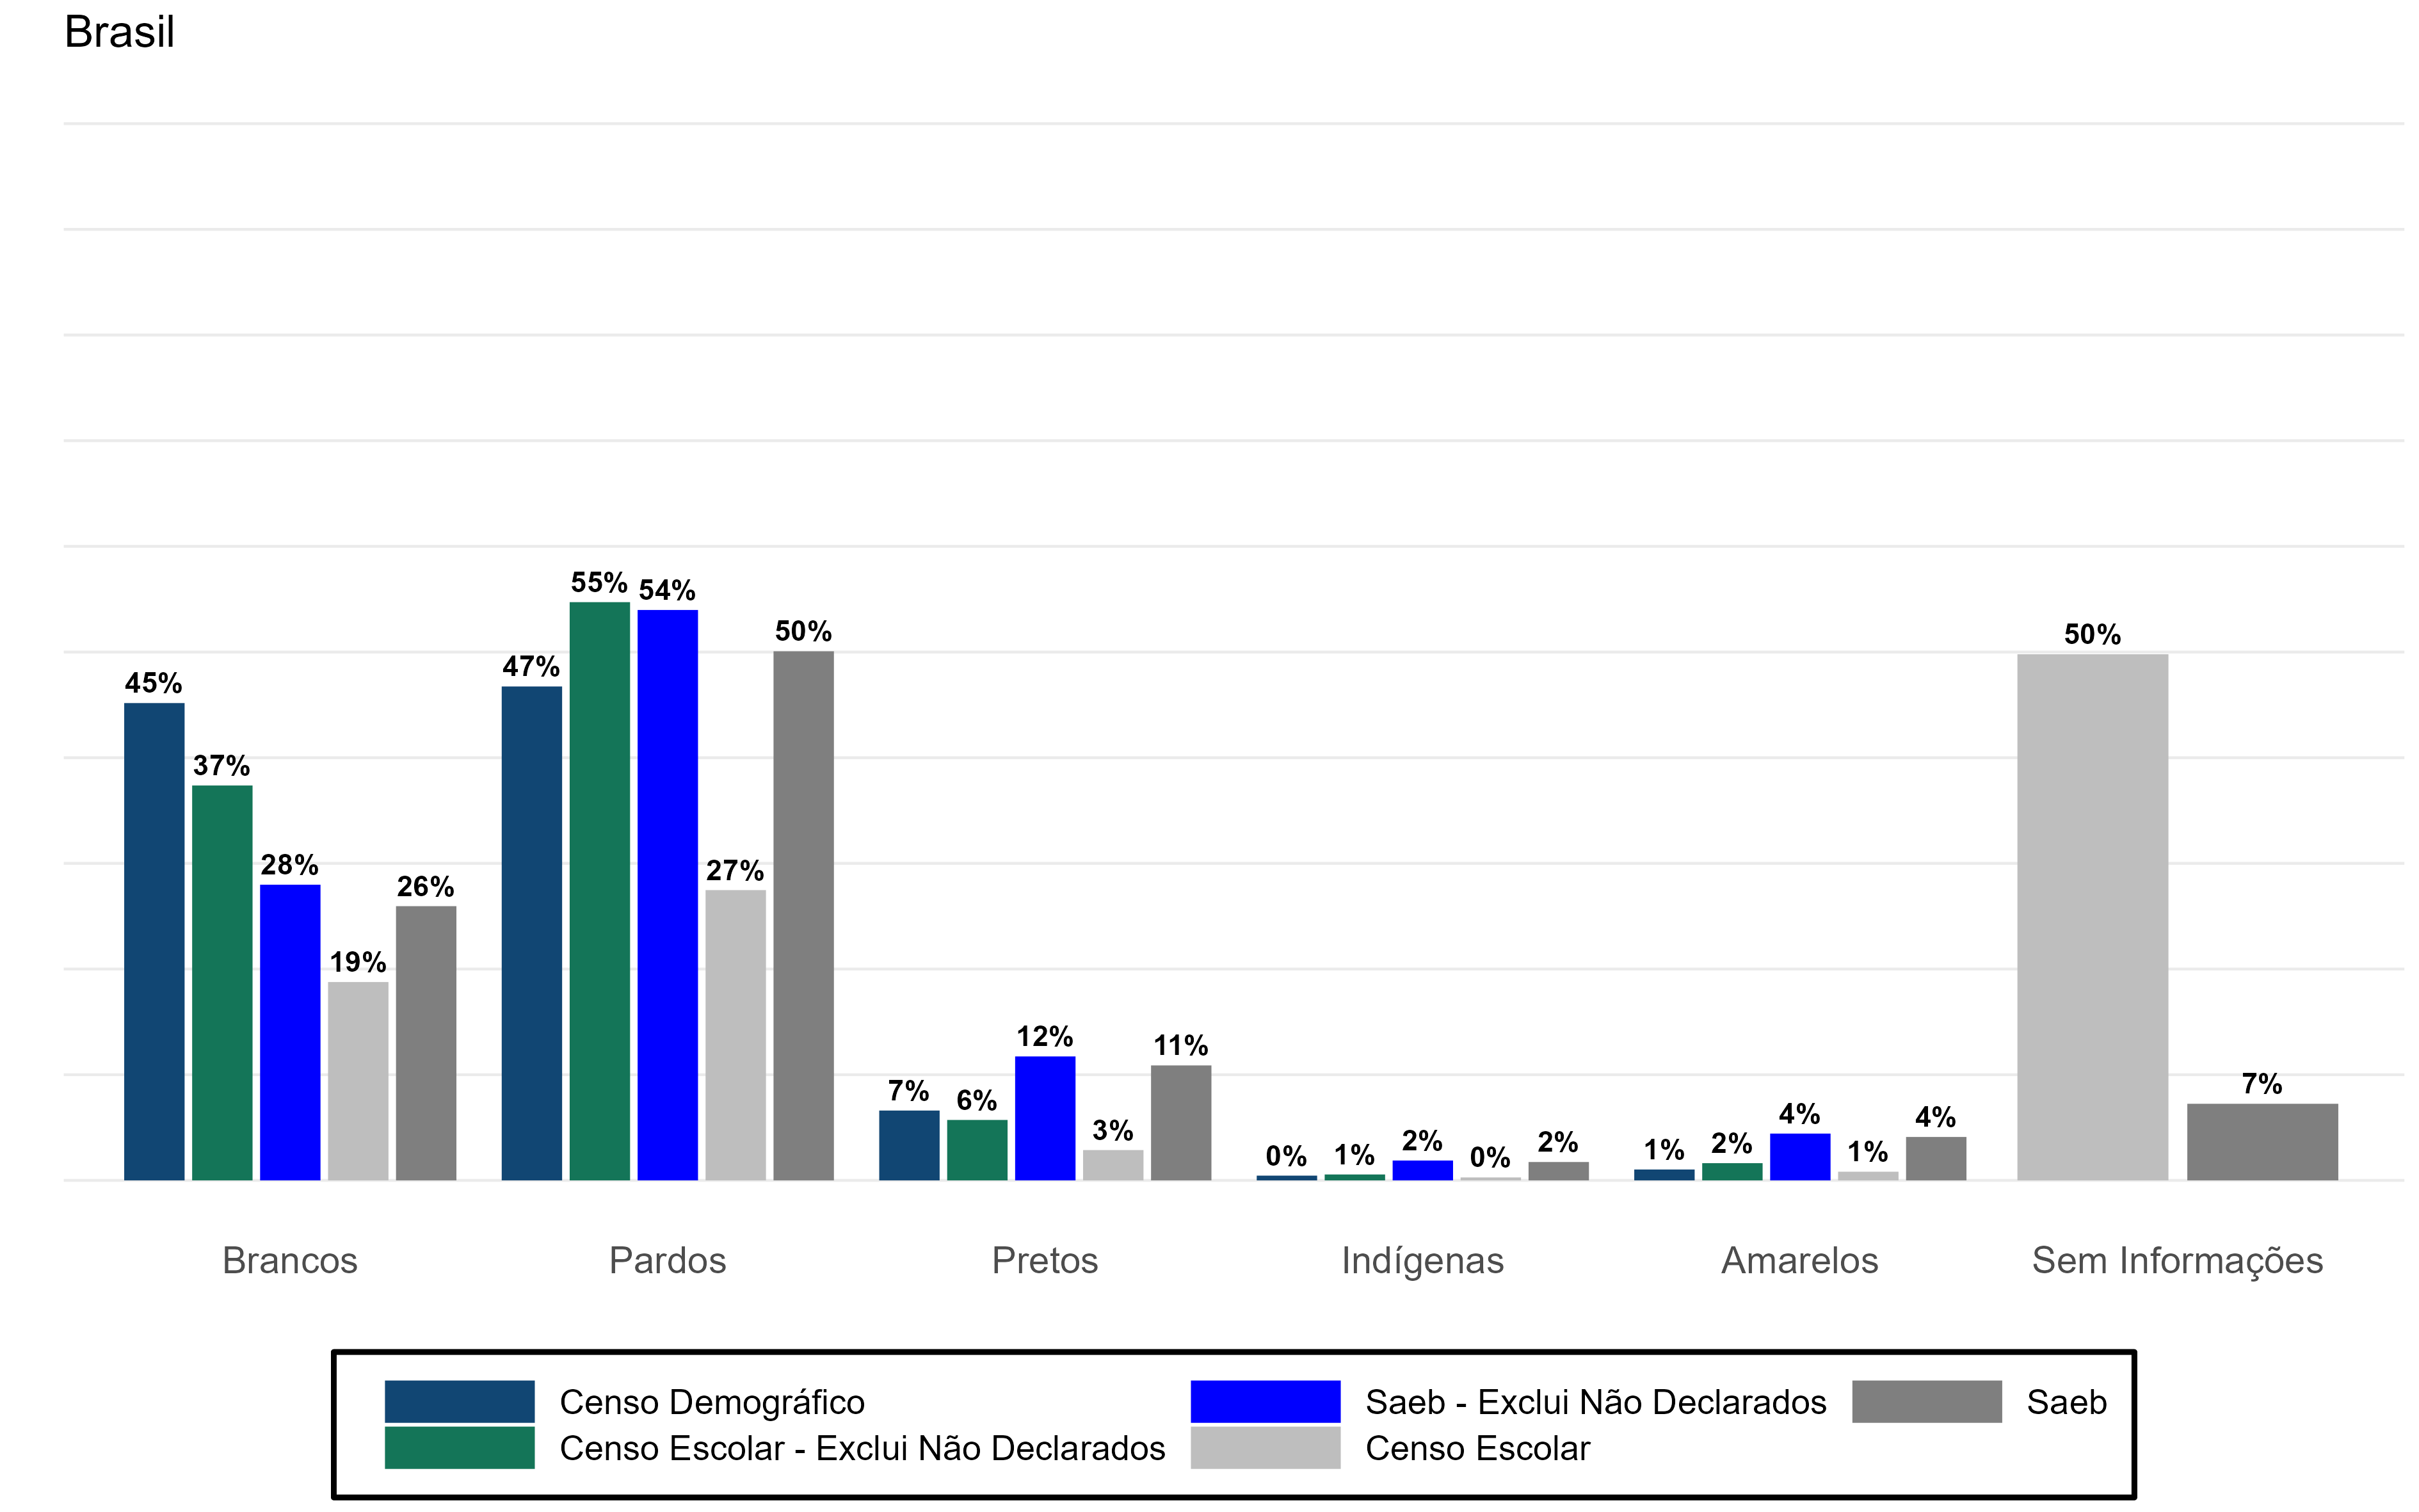 Brasil
45%
37%
28%
19%
26%
47%
55%
54%
27%
50%
7%
6%
12%
3%
11%
0%
1%
2%
0%
2%
1%
2%
4%
1%
4%
50%
7%
Brancos
Pardos
Pretos
Indígenas
Amarelos
Sem Informações
Censo Demográfico
Saeb - Exclui Não Declarados
Saeb
Censo Escolar - Exclui Não Declarados
Censo Escolar